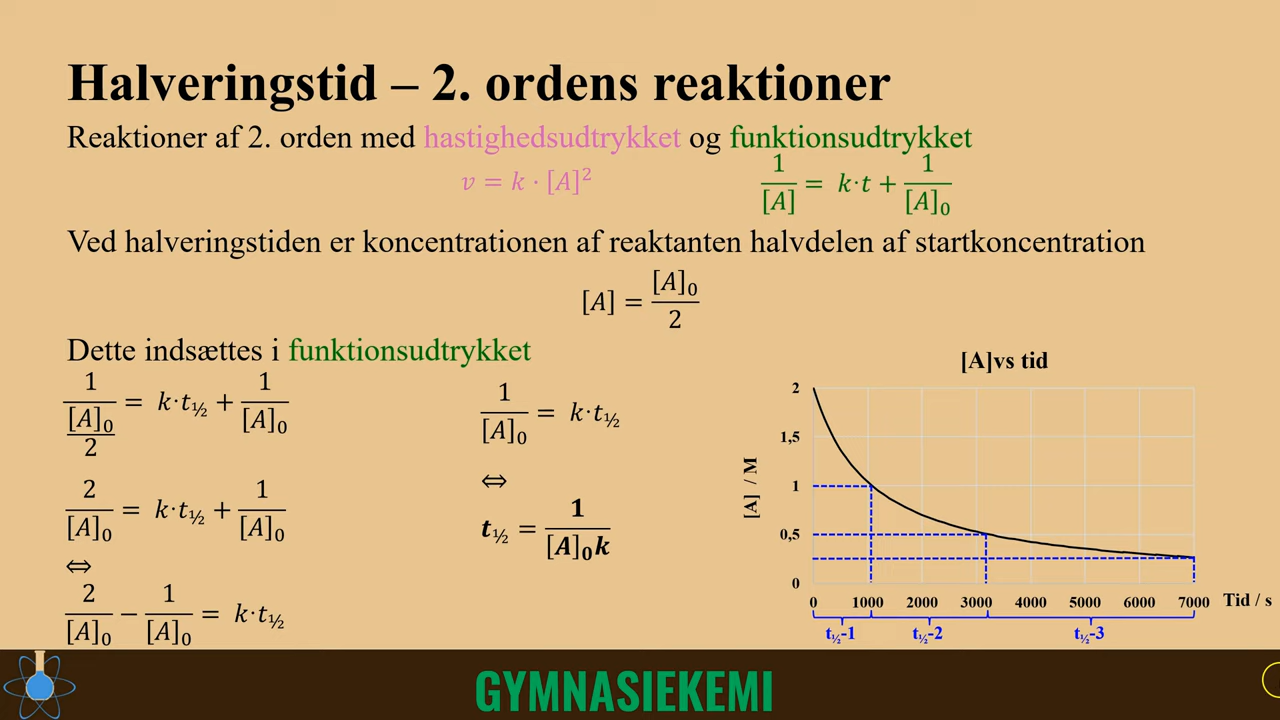 Halveringstid – 2. ordens reaktioner
Reaktioner af 2. orden med hastighedsudtrykket og funktionsudtrykket
v = k · [A]²
1/[A] = k·t + 1/[A]₀
Ved halveringstiden er koncentrationen af reaktanten halvdelen af startkoncentration
[A] = [A]₀/2
Dette indsættes i funktionsudtrykket
1/([A]₀/2) = k·t½ + 1/[A]₀
2/[A]₀ = k·t½ + 1/[A]₀
⇔
2/[A]₀ − 1/[A]₀ = k·t½
1/[A]₀ = k·t½
⇔
t½ = 1/([A]₀k)
[A]vs tid
[A] / M
2
1,5
1
0,5
0
0 1000 2000 3000 4000 5000 6000 7000 Tid / s
t½-1 t½-2 t½-3
GYMNASIEKEMI